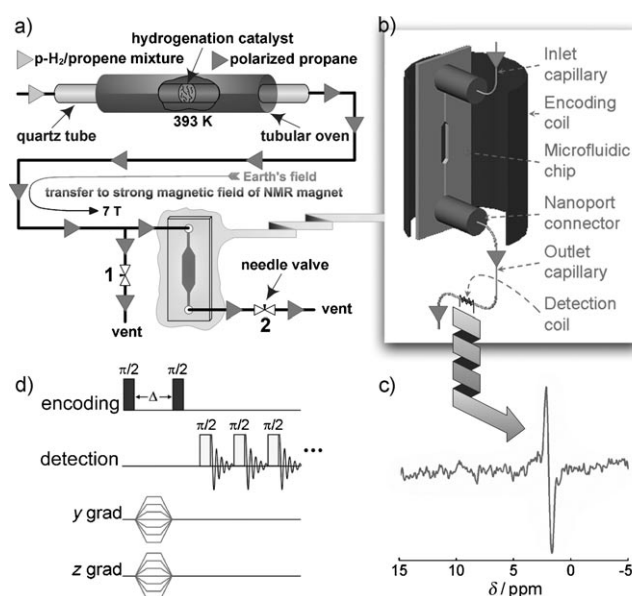 a)
hydrogenation catalyst
p-H₂/propene mixture
polarized propane
393 K
quartz tube
tubular oven
Earth's field
transfer to strong magnetic field of NMR magnet
7 T
1
needle valve
vent
2
vent
b)
Inlet
capillary
Encoding
coil
Microfluidic
chip
Nanoport
connector
Outlet
capillary
Detection
coil
d)
π/2 π/2
encoding
Δ
π/2 π/2 π/2
detection
...
y grad
z grad
c)
15 10 5 0 -5
δ / ppm